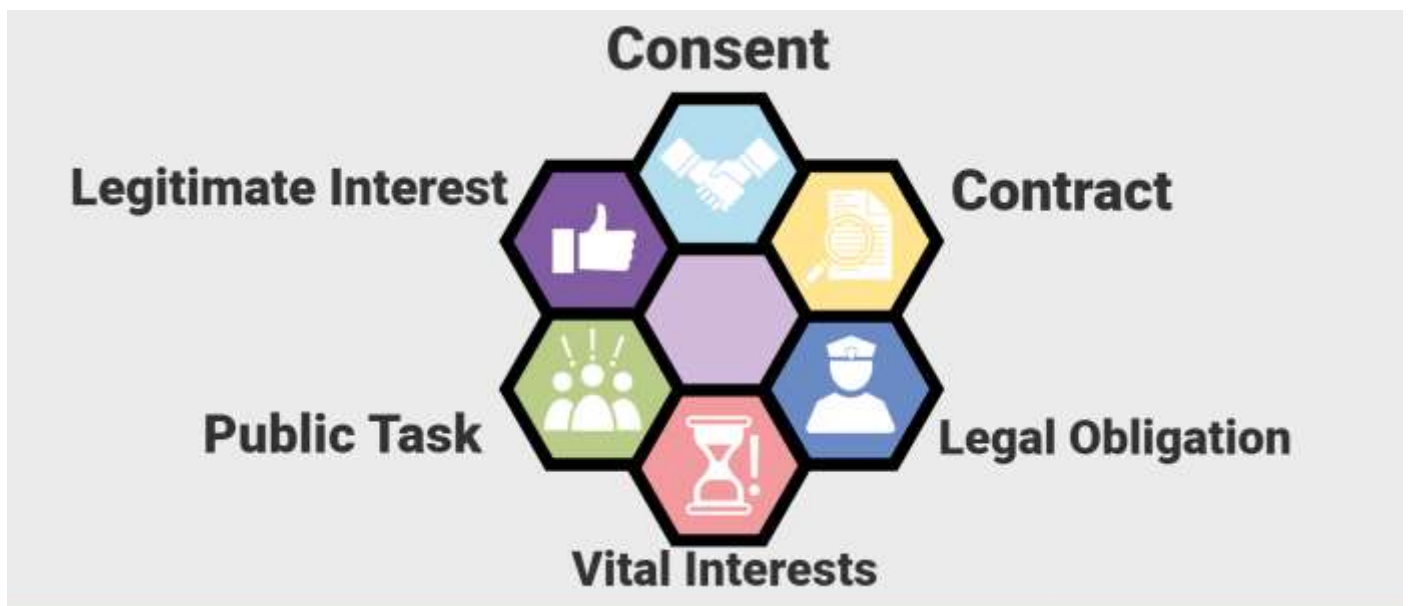 Consent
Legitimate Interest
Contract
Public Task
Legal Obligation
Vital Interests